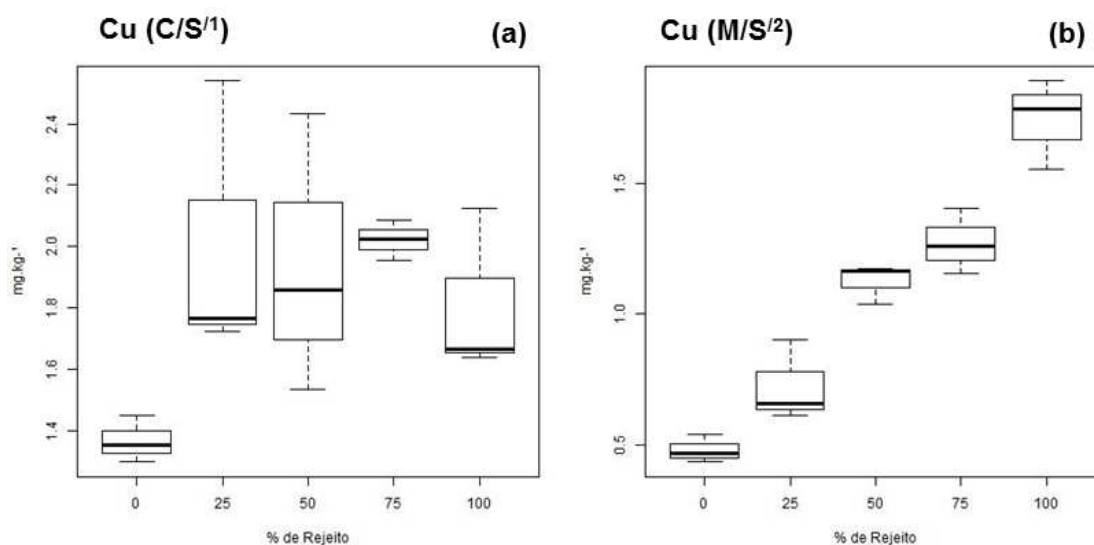 Cu (C/S/1) (a)
mg.kg-¹
2.4
2.2
2.0
1.8
1.6
1.4
0 25 50 75 100
% de Rejeito
Cu (M/S/2) (b)
mg.kg-¹
1.5
1.0
0.5
0 25 50 75 100
% de Rejeito